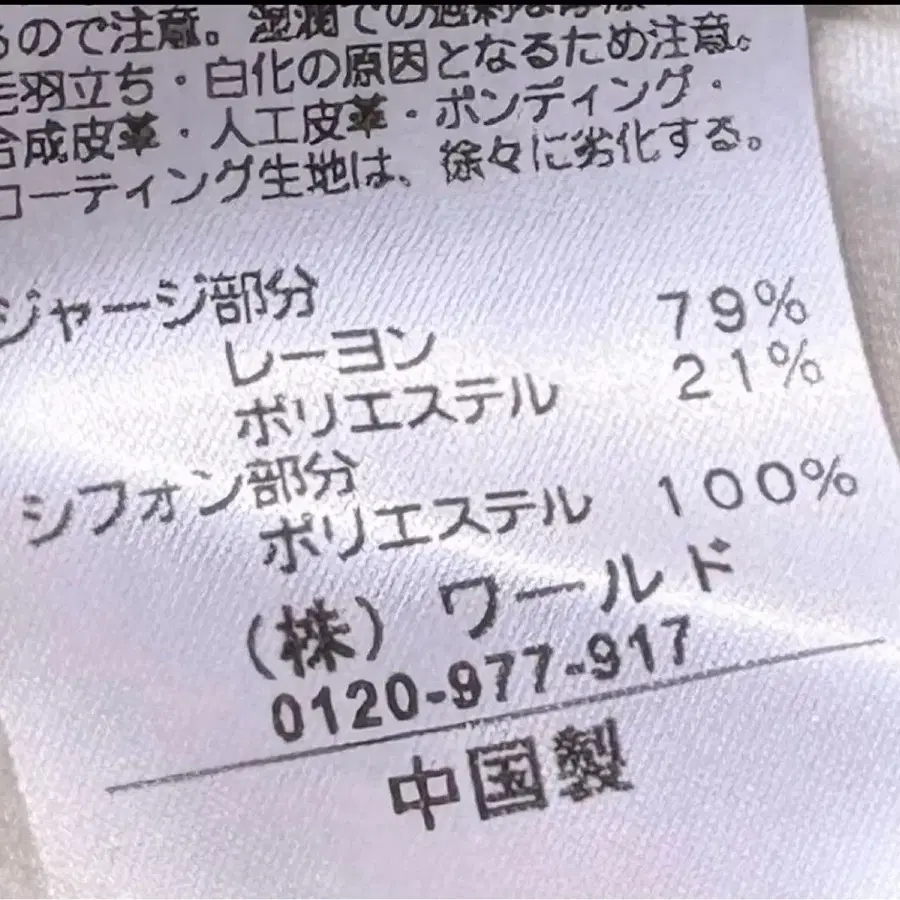 るので注意。湿潤での過剰な摩擦
毛羽立ち・白化の原因となるため注意。
合成皮革・人工皮革・ボンディング・
コーティング生地は、徐々に劣化する。
ジャージ部分
レーヨン 79%
ポリエステル 21%
シフォン部分
ポリエステル 100%
(株) ワールド
0120-977-917
中国製